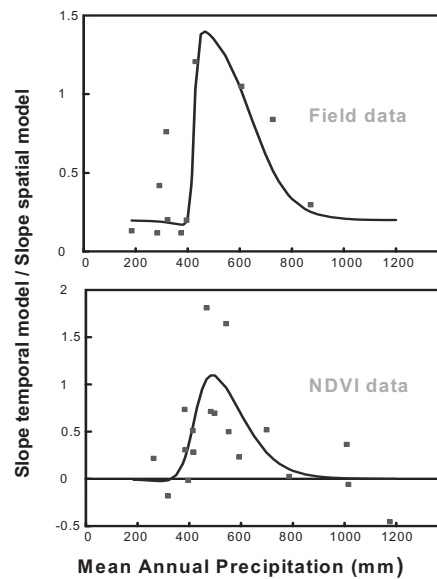 Slope temporal model / Slope spatial model
1.5
1
0.5
0
Field data
0 200 400 600 800 1000 1200
2
1.5
1
0.5
0
-0.5
NDVI data
0 200 400 600 800 1000 1200
Mean Annual Precipitation (mm)